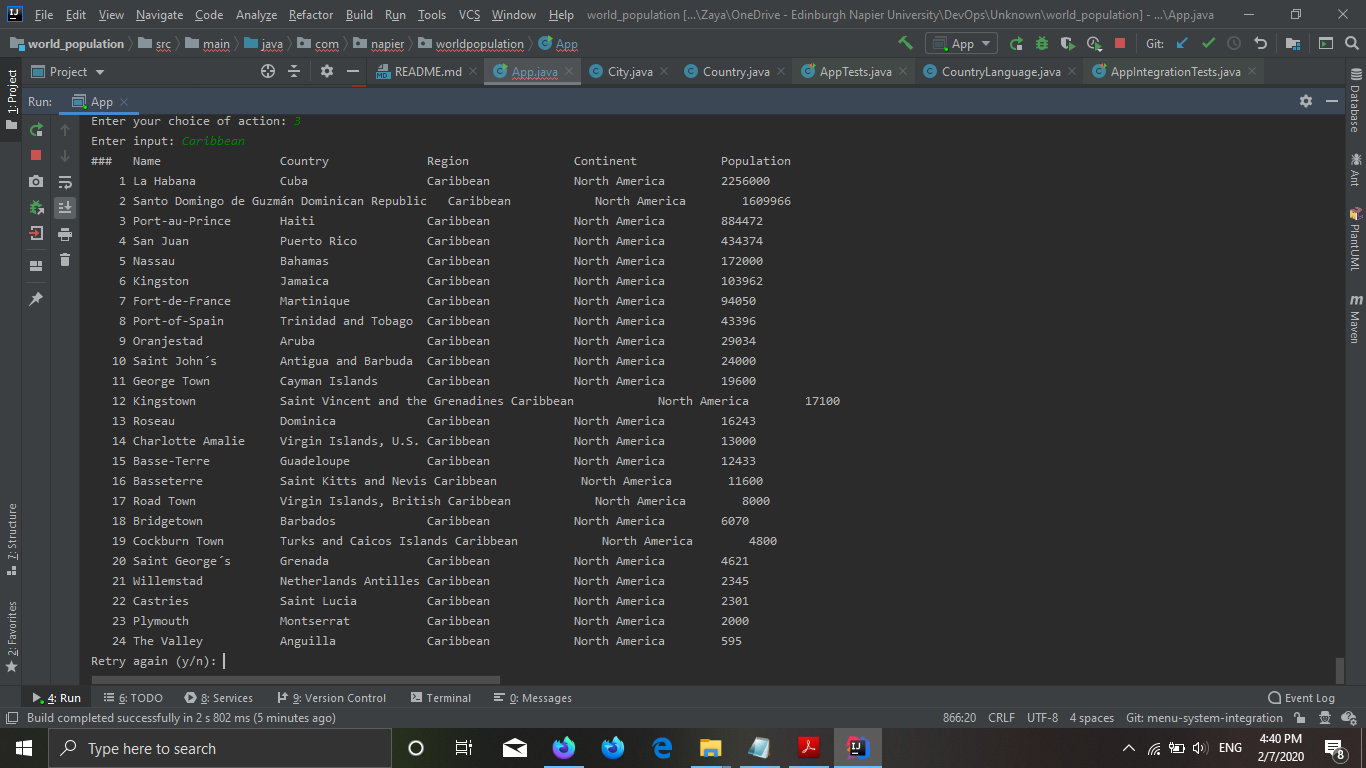 File Edit View Navigate Code Analyze Refactor Build Run Tools VCS Window Help world_population [...\Zaya\OneDrive - Edinburgh Napier University\DevOps\Unknown\world_population] - ...\App.java
world_population src main java com napier worldpopulation App App Git:
1: Project Project README.md App.java City.java Country.java AppTests.java CountryLanguage.java AppIntegrationTests.java
Run: App
Database
Ant
PlantUML
Maven
7: Structure
2: Favorites
Enter your choice of action: 3
Enter input: Caribbean
### Name Country Region Continent Population
1 La Habana Cuba Caribbean North America 2256000
2 Santo Domingo de Guzmán Dominican Republic Caribbean North America 1609966
3 Port-au-Prince Haiti Caribbean North America 884472
4 San Juan Puerto Rico Caribbean North America 434374
5 Nassau Bahamas Caribbean North America 172000
6 Kingston Jamaica Caribbean North America 103962
7 Fort-de-France Martinique Caribbean North America 94050
8 Port-of-Spain Trinidad and Tobago Caribbean North America 43396
9 Oranjestad Aruba Caribbean North America 29034
10 Saint John´s Antigua and Barbuda Caribbean North America 24000
11 George Town Cayman Islands Caribbean North America 19600
12 Kingstown Saint Vincent and the Grenadines Caribbean North America 17100
13 Roseau Dominica Caribbean North America 16243
14 Charlotte Amalie Virgin Islands, U.S. Caribbean North America 13000
15 Basse-Terre Guadeloupe Caribbean North America 12433
16 Basseterre Saint Kitts and Nevis Caribbean North America 11600
17 Road Town Virgin Islands, British Caribbean North America 8000
18 Bridgetown Barbados Caribbean North America 6070
19 Cockburn Town Turks and Caicos Islands Caribbean North America 4800
20 Saint George´s Grenada Caribbean North America 4621
21 Willemstad Netherlands Antilles Caribbean North America 2345
22 Castries Saint Lucia Caribbean North America 2301
23 Plymouth Montserrat Caribbean North America 2000
24 The Valley Anguilla Caribbean North America 595
Retry again (y/n):
4: Run 6: TODO 8: Services 9: Version Control Terminal 0: Messages Event Log
Build completed successfully in 2 s 802 ms (5 minutes ago) 866:20 CRLF UTF-8 4 spaces Git: menu-system-integration
Type here to search ENG 4:40 PM
2/7/2020 8